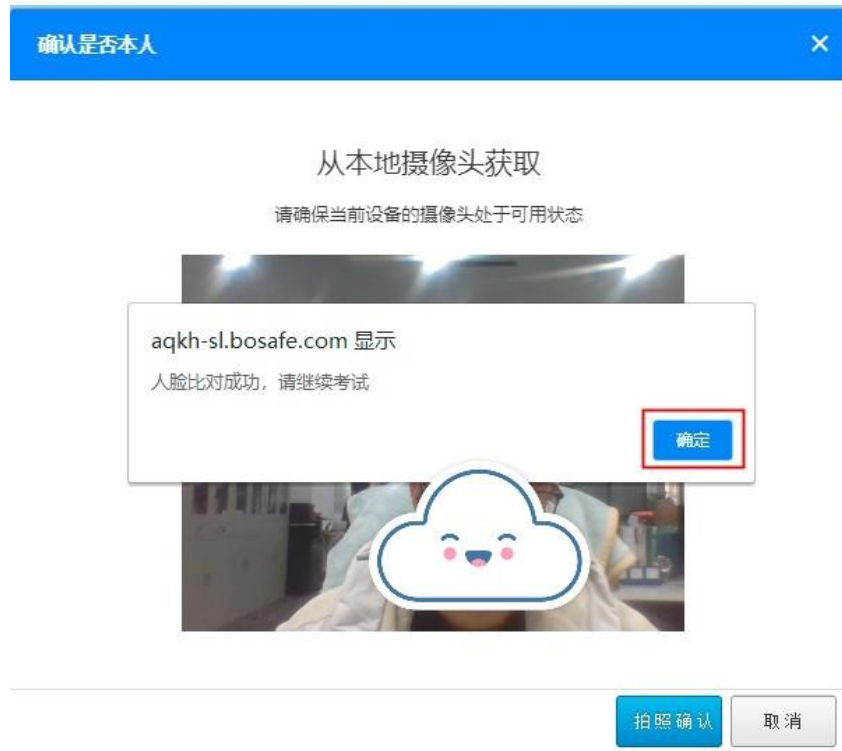 确认是否本人
从本地摄像头获取
请确保当前设备的摄像头处于可用状态
aqkh-sl.bosafe.com 显示
人脸比对成功，请继续考试
确定
拍照确认
取消